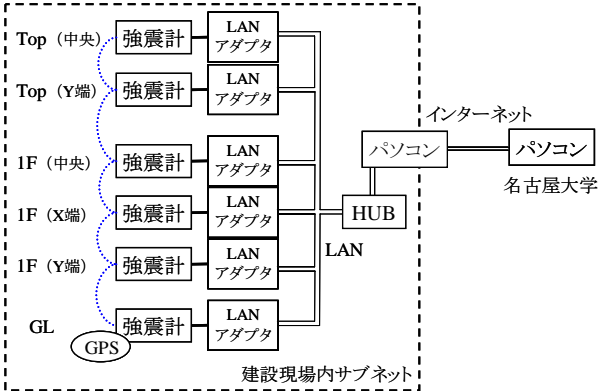 Top（中央）
強震計
LAN
アダプタ
Top（Y端）
強震計
LAN
アダプタ
インターネット
1F（中央）
強震計
LAN
アダプタ
パソコン
パソコン
名古屋大学
1F（X端）
強震計
LAN
アダプタ
HUB
LAN
1F（Y端）
強震計
LAN
アダプタ
GL
強震計
LAN
アダプタ
GPS
建設現場内サブネット